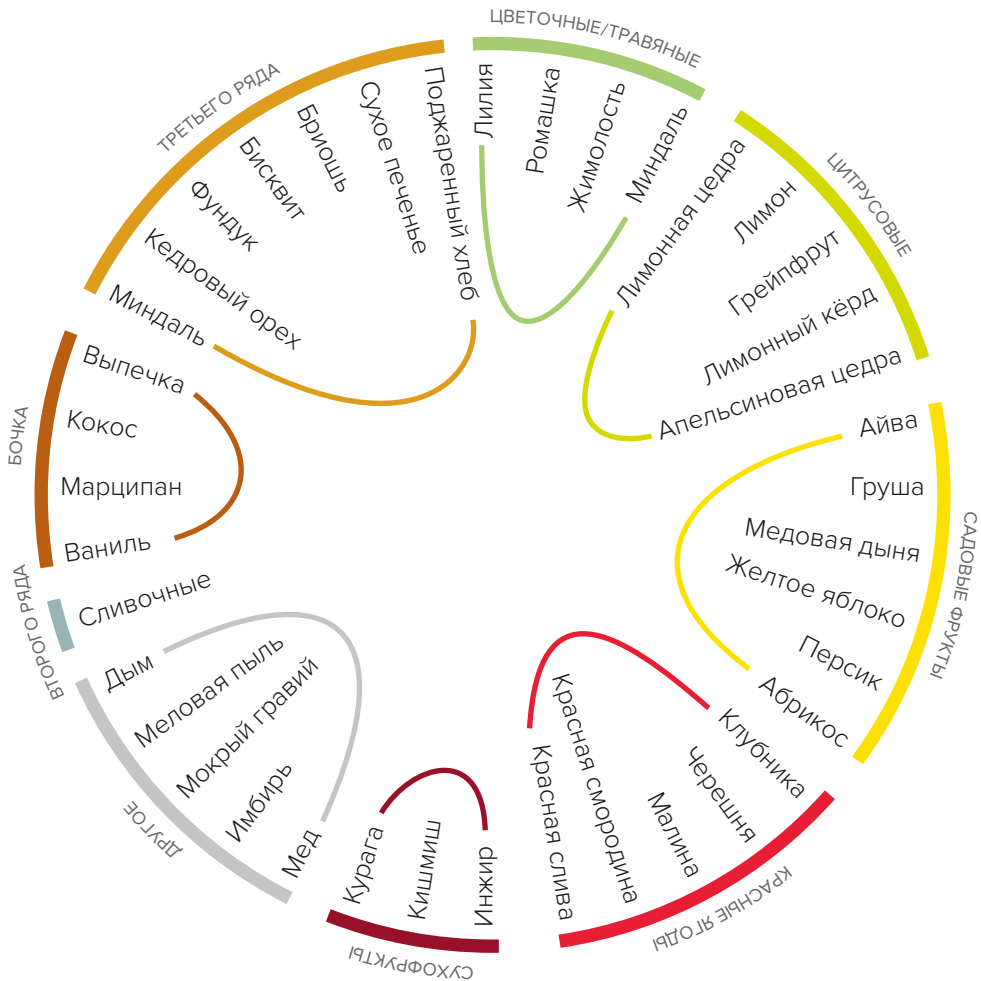 ЦВЕТОЧНЫЕ/ТРАВЯНЫЕ
Лилия
Ромашка
Жимолость
Миндаль
ЦИТРУСОВЫЕ
Лимонная цедра
Лимон
Грейпфрут
Лимонный кёрд
Апельсиновая цедра
САДОВЫЕ ФРУКТЫ
Айва
Груша
Медовая дыня
Желтое яблоко
Персик
Абрикос
КРАСНЫЕ ЯГОДЫ
Клубника
Черешня
Малина
Красная смородина
Красная слива
СУХОФРУКТЫ
Инжир
Кишмиш
Курага
ДРУГОЕ
Мед
Имбирь
Мокрый гравий
Меловая пыль
Дым
ВТОРОГО РЯДА
Сливочные
БОЧКА
Ваниль
Марципан
Кокос
Выпечка
ТРЕТЬЕГО РЯДА
Миндаль
Кедровый орех
Фундук
Бисквит
Бриошь
Сухое печенье
Поджаренный хлеб